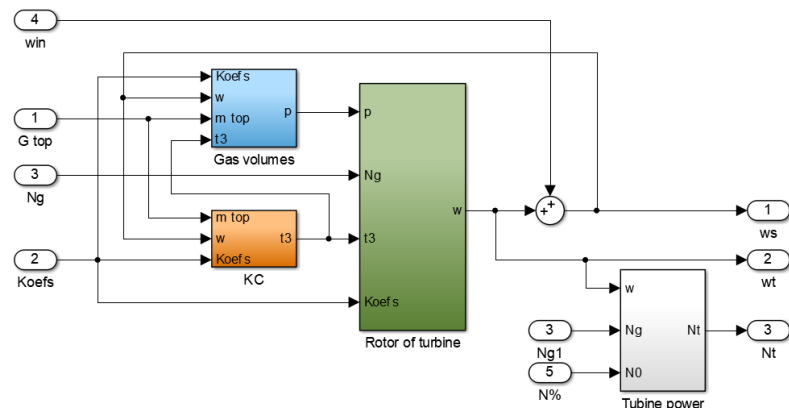 4
win
Koefs
w
m top
t3
p
Gas volumes
1
G top
3
Ng
m top
w
Koefs
t3
KC
2
Koefs
p
Ng
t3
Koefs
w
Rotor of turbine
+
+
1
ws
2
wt
w
Ng
N0
Nt
Tubine power
3
Ng1
5
N%
3
Nt